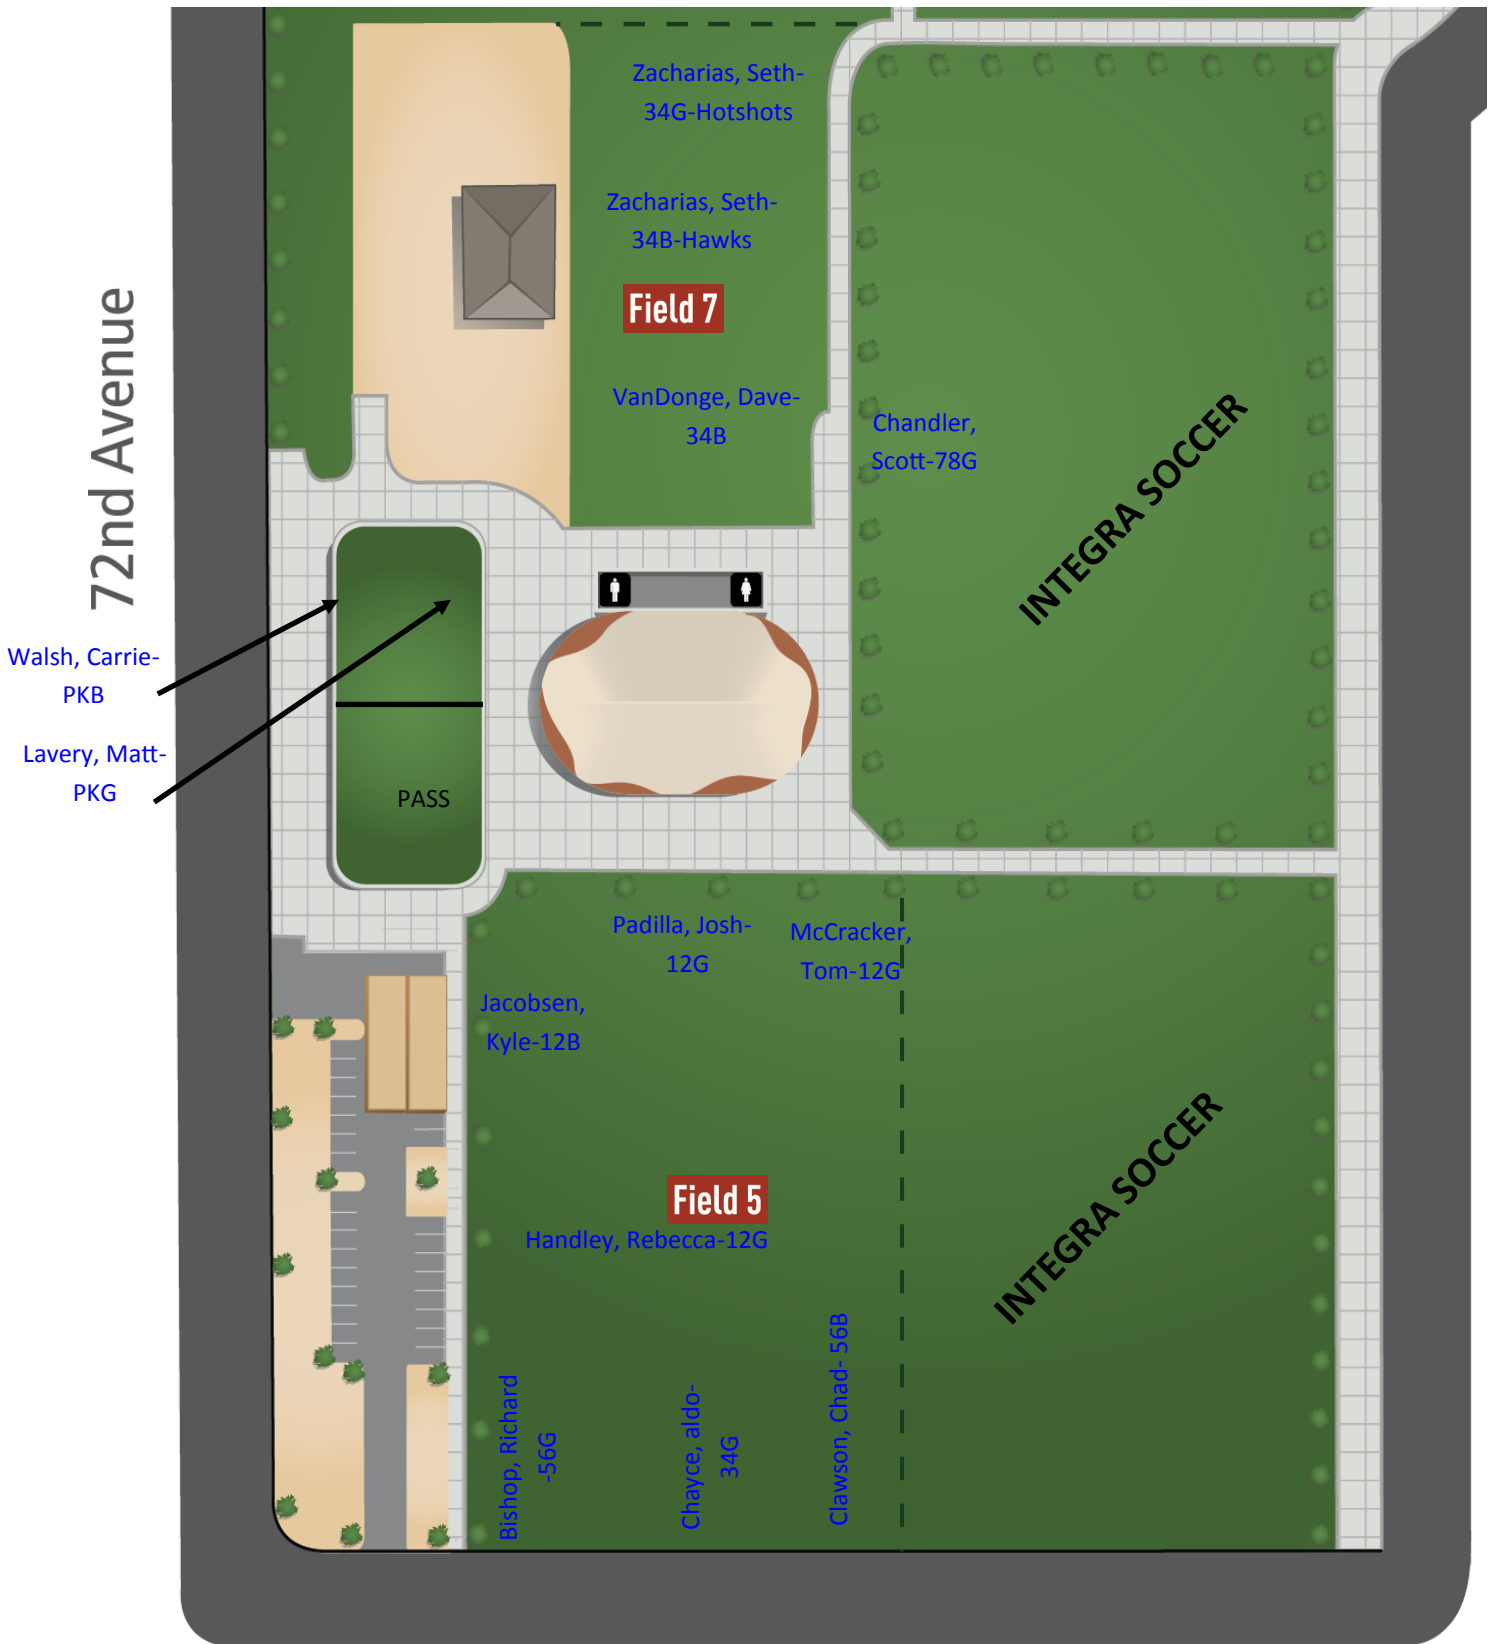 Zacharias, Seth-
34G-Hotshots
Zacharias, Seth-
34B-Hawks
Field 7
VanDonge, Dave-
34B
Chandler,
Scott-78G
INTEGRA SOCCER
72nd Avenue
Walsh, Carrie-
PKB
Lavery, Matt-
PKG
PASS
Padilla, Josh-
12G
McCracker,
Tom-12G
Jacobsen,
Kyle-12B
Field 5
Handley, Rebecca-12G
INTEGRA SOCCER
Bishop, Richard
-56G
Chayce, aldo-
34G
Clawson, Chad- 56B